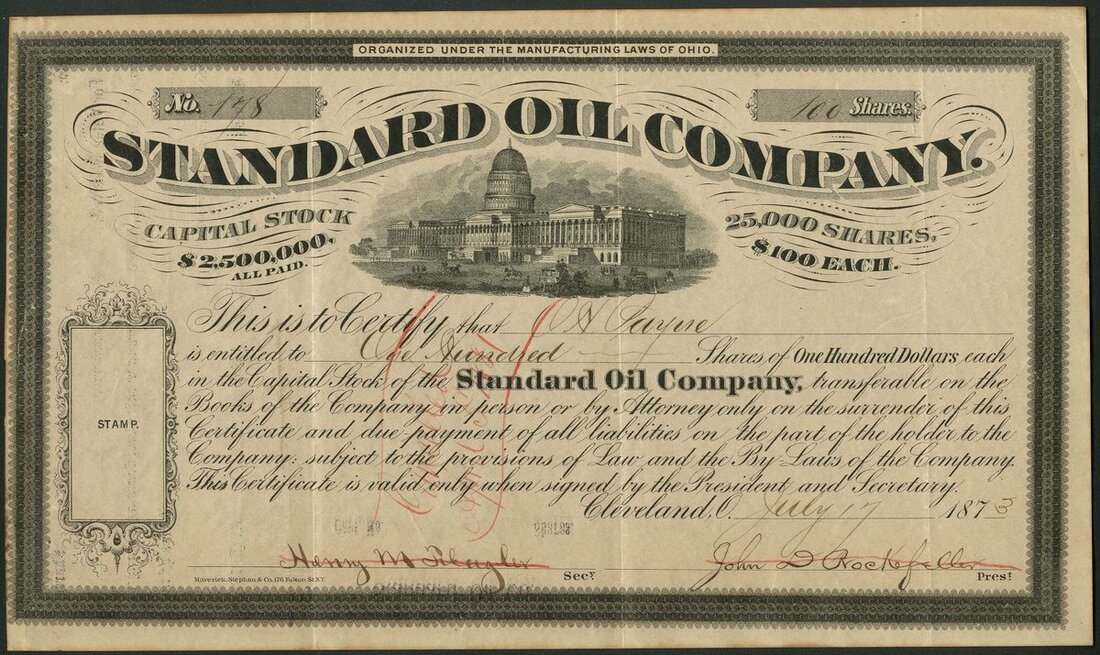 ORGANIZED UNDER THE MANUFACTURING LAWS OF OHIO.
No. 178
100 Shares.
STANDARD OIL COMPANY.
CAPITAL STOCK
$2,500,000,
ALL PAID.
25,000 SHARES,
$100 EACH.
This is to Certify that O H Payne
is entitled to One Hundred Shares of One Hundred Dollars each
in the Capital Stock of the Standard Oil Company, transferable on the
Books of the Company in person or by Attorney only on the surrender of this
Certificate and due payment of all liabilities on the part of the holder to the
Company: subject to the provisions of Law and the By Laws of the Company.
This Certificate is valid only when signed by the President and Secretary.
STAMP.
Cleveland, O. July 17 1873
Henry M Flagler Secy.
John D Rockefeller Prest
Maverick, Stephan & Co. 176 Fulton St N.Y.